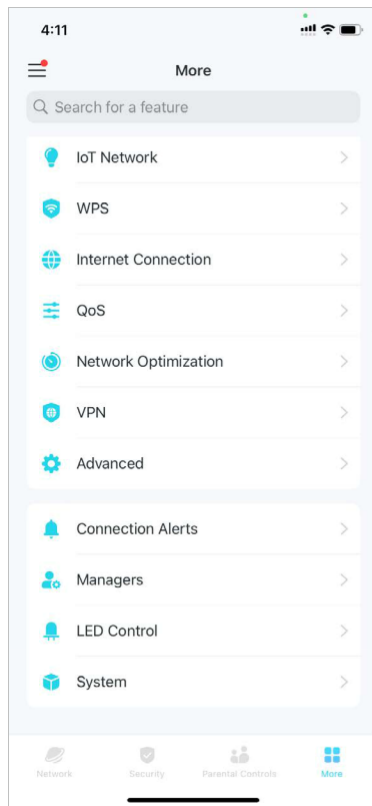 4:11
More
Search for a feature
IoT Network
WPS
Internet Connection
QoS
Network Optimization
VPN
Advanced
Connection Alerts
Managers
LED Control
System
Network
Security
Parental Controls
More